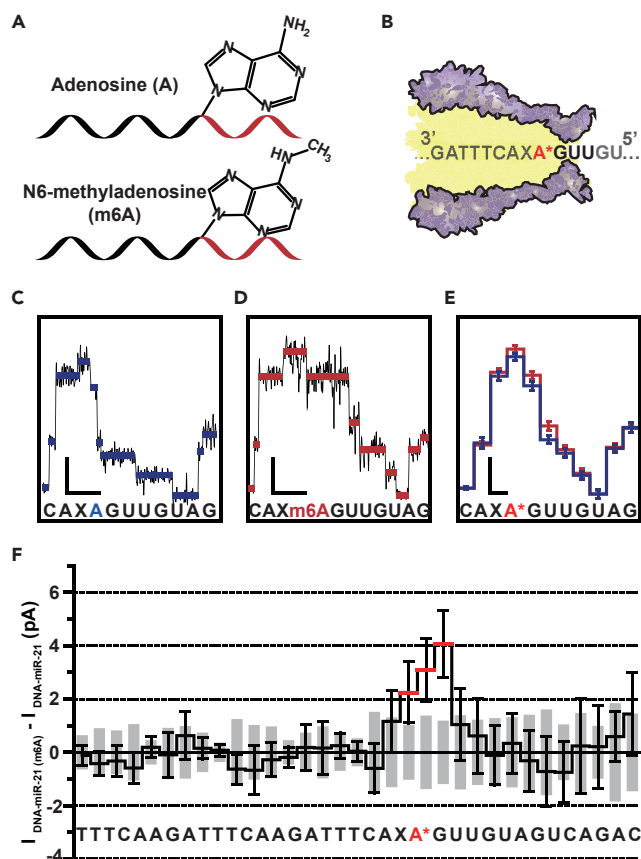 A
NH2
N
N
N
N
Adenosine (A)
HN
CH3
N
N
N
N
N6-methyladenosine
(m6A)
B
3’
5’
...GATTTCAXA*GUUGU...
C
CAXAGUUGUAG
D
CAXm6AGUUGUAG
E
CAXA*GUUGUAG
F
I DNA-miR-21 (m6A) - I DNA-miR-21 (pA)
6
4
2
0
-2
-4
TTTCAAGATTTCAAGATTTCAXA*GUUGUAGUCAGAC